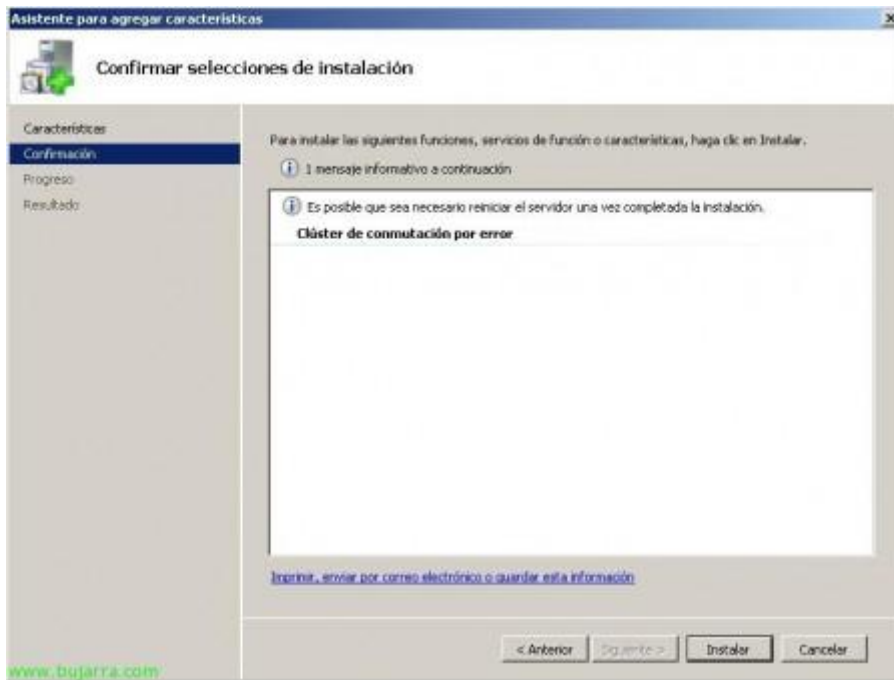 Asistente para agregar características
Confirmar selecciones de instalación
Características
Confirmación
Progreso
Resultado
Para instalar las siguientes funciones, servicios de función o características, haga clic en Instalar.
1 mensaje informativo a continuación
Es posible que sea necesario reiniciar el servidor una vez completada la instalación.
Clúster de conmutación por error
Imprimir, enviar por correo electrónico o guardar esta información
< Anterior
Siguiente >
Instalar
Cancelar
www.bujarra.com